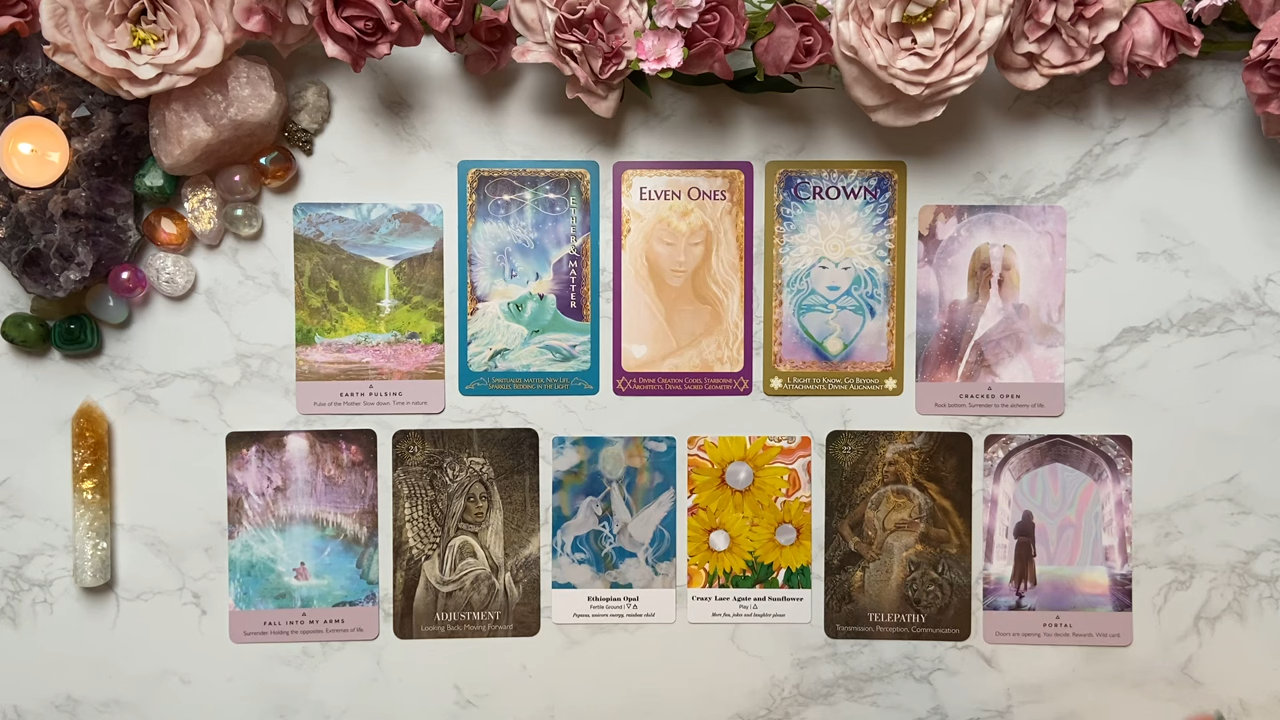 EARTH PULSING
Pulse of the Mother. Slow down. Time in nature.
ETHER & MATTER
1. Spiritualize matter, New Life,
Sparkles, Bedding in the Light
ELVEN ONES
4. Divine Creation Codes, Starborne
Architects, Devas, Sacred Geometry
CROWN
1. Right to Know, Go Beyond
Attachments, Divine Alignment
CRACKED OPEN
Rock bottom. Surrender to the alchemy of life.
FALL INTO MY ARMS
Surrender. Holding the opposites. Extremes of life.
24
ADJUSTMENT
Looking Back, Moving Forward
Ethiopian Opal
Fertile Ground |
Pegasus, unicorn energy, rainbow child
Crazy Lace Agate and Sunflower
Play |
More fun, jokes and laughter please
22
TELEPATHY
Transmission, Perception, Communication
PORTAL
Doors are opening. You decide. Rewards. Wild card.